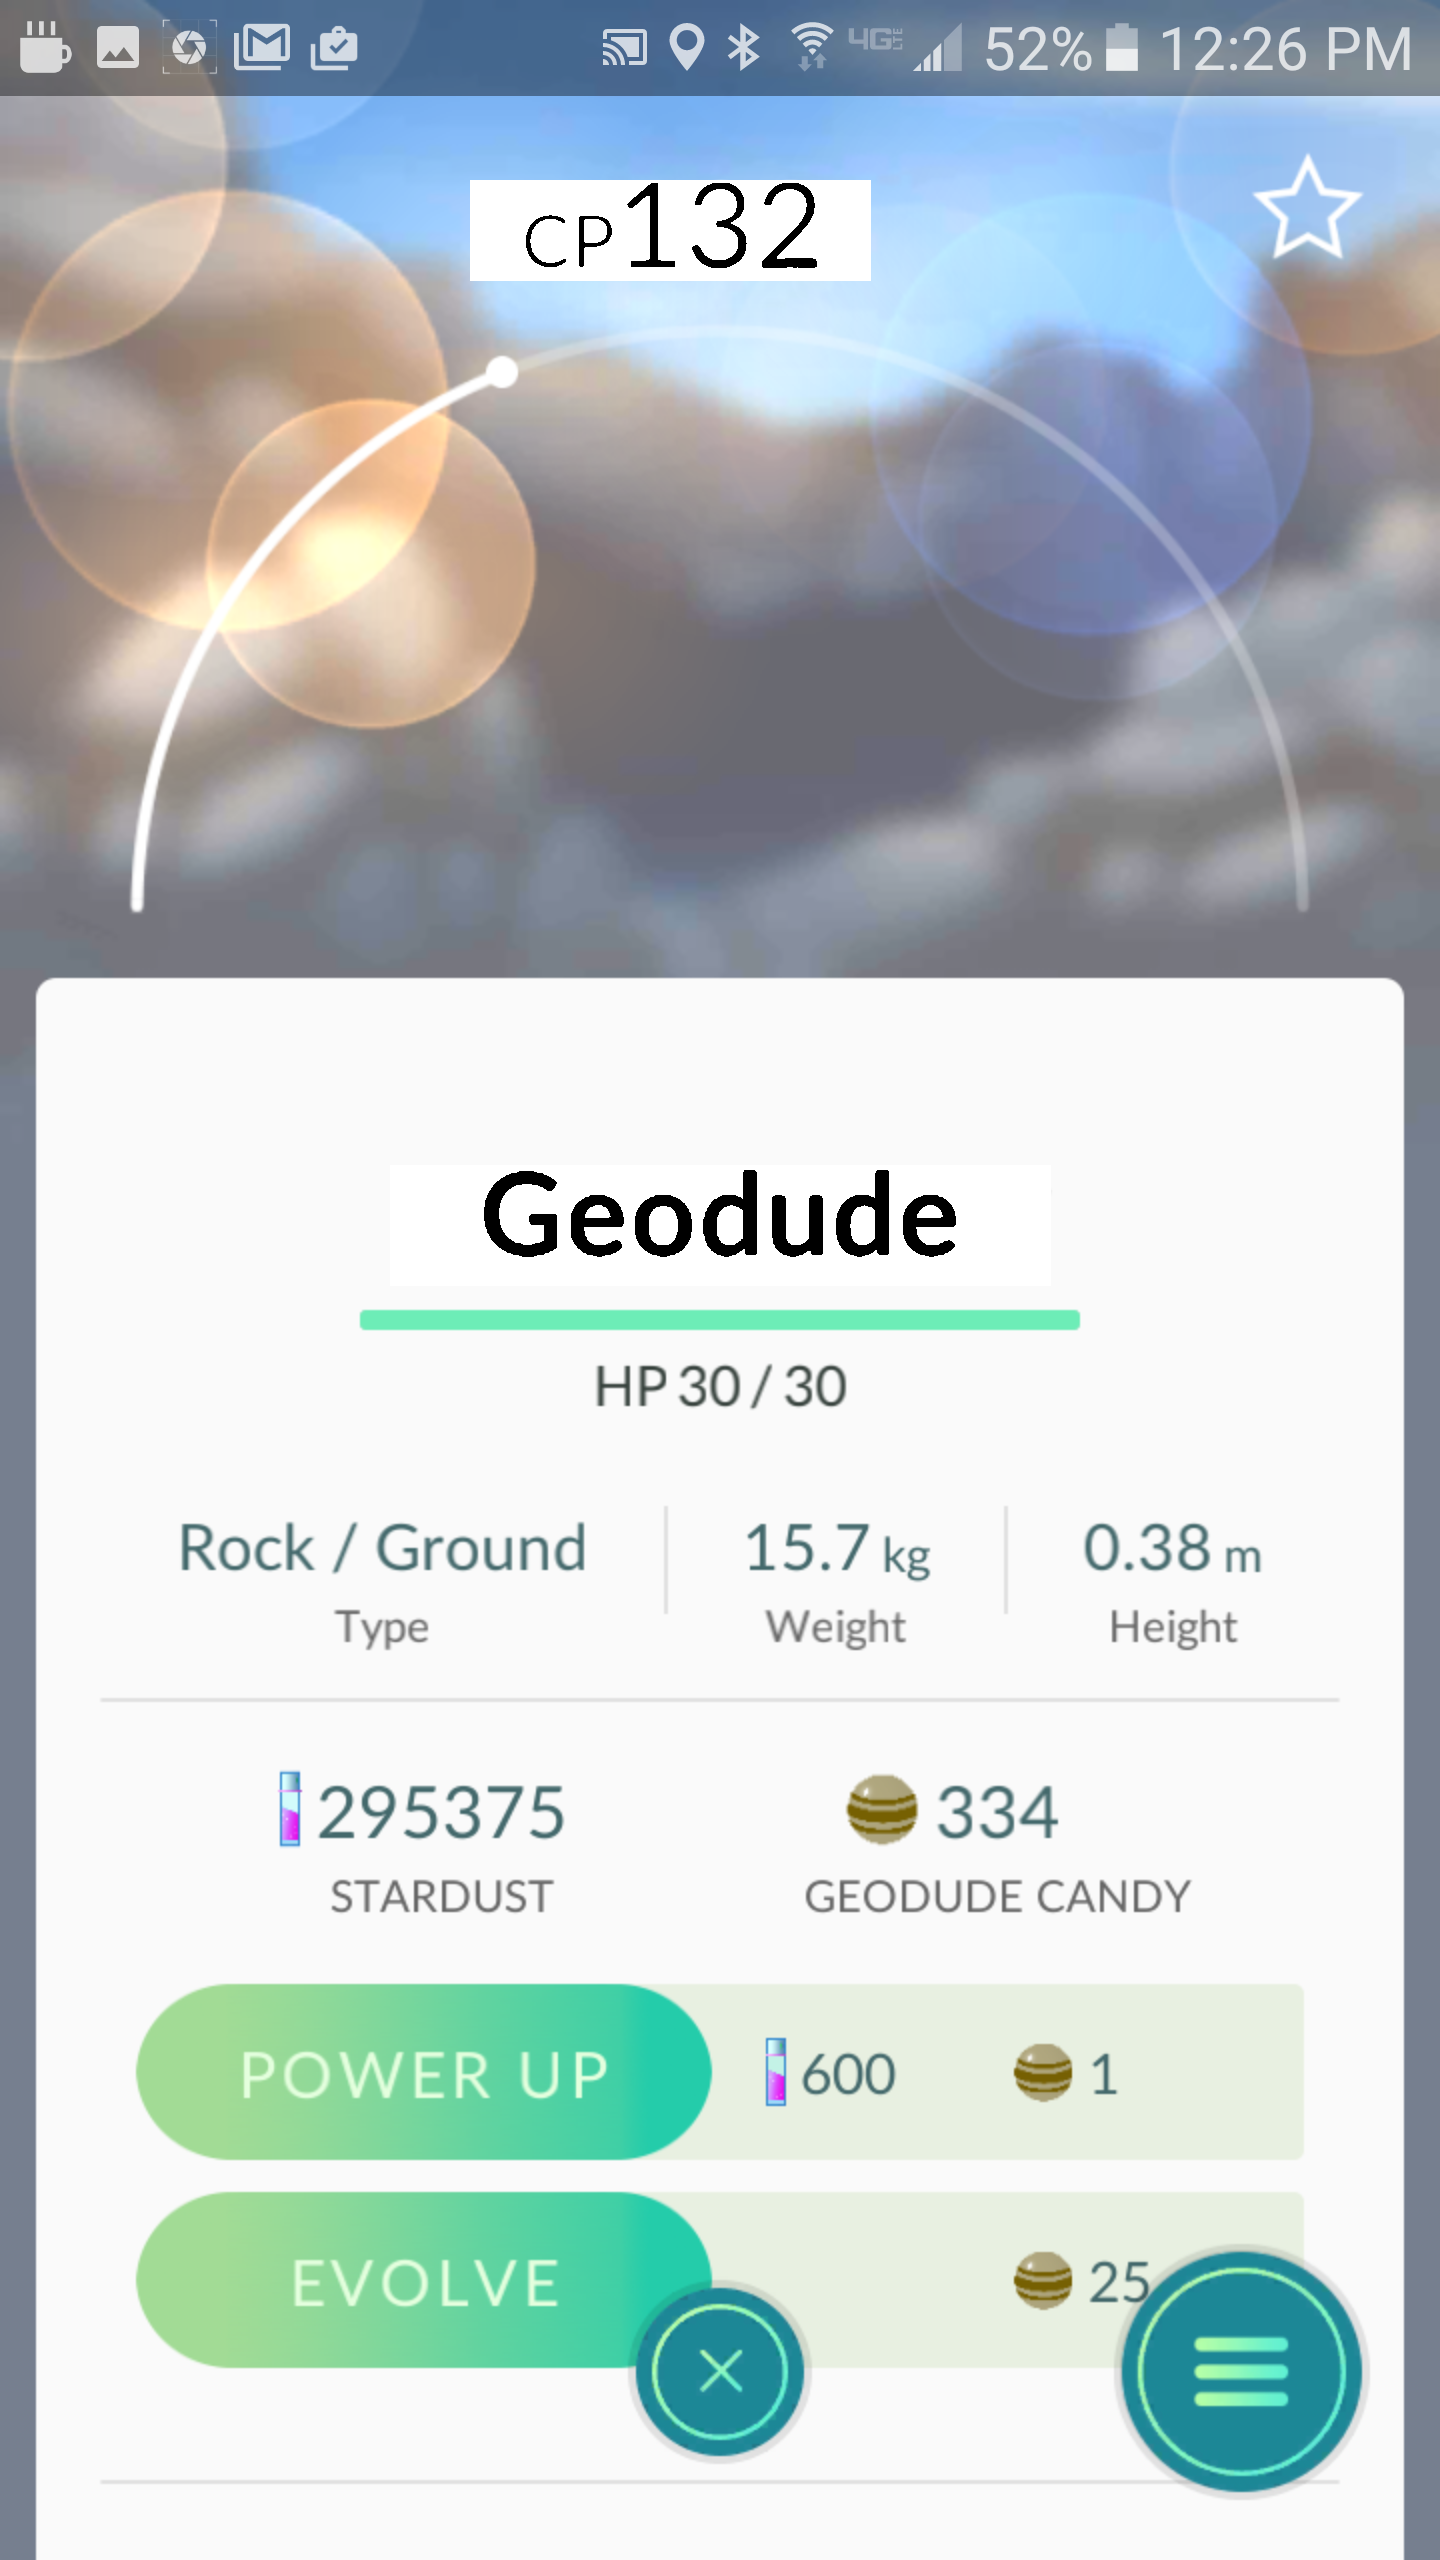 4G LTE 52% 12:26 PM
CP132
Geodude
HP 30 / 30
Rock / Ground 15.7 kg 0.38 m
Type Weight Height
295375 334
STARDUST GEODUDE CANDY
POWER UP 600 1
EVOLVE 25